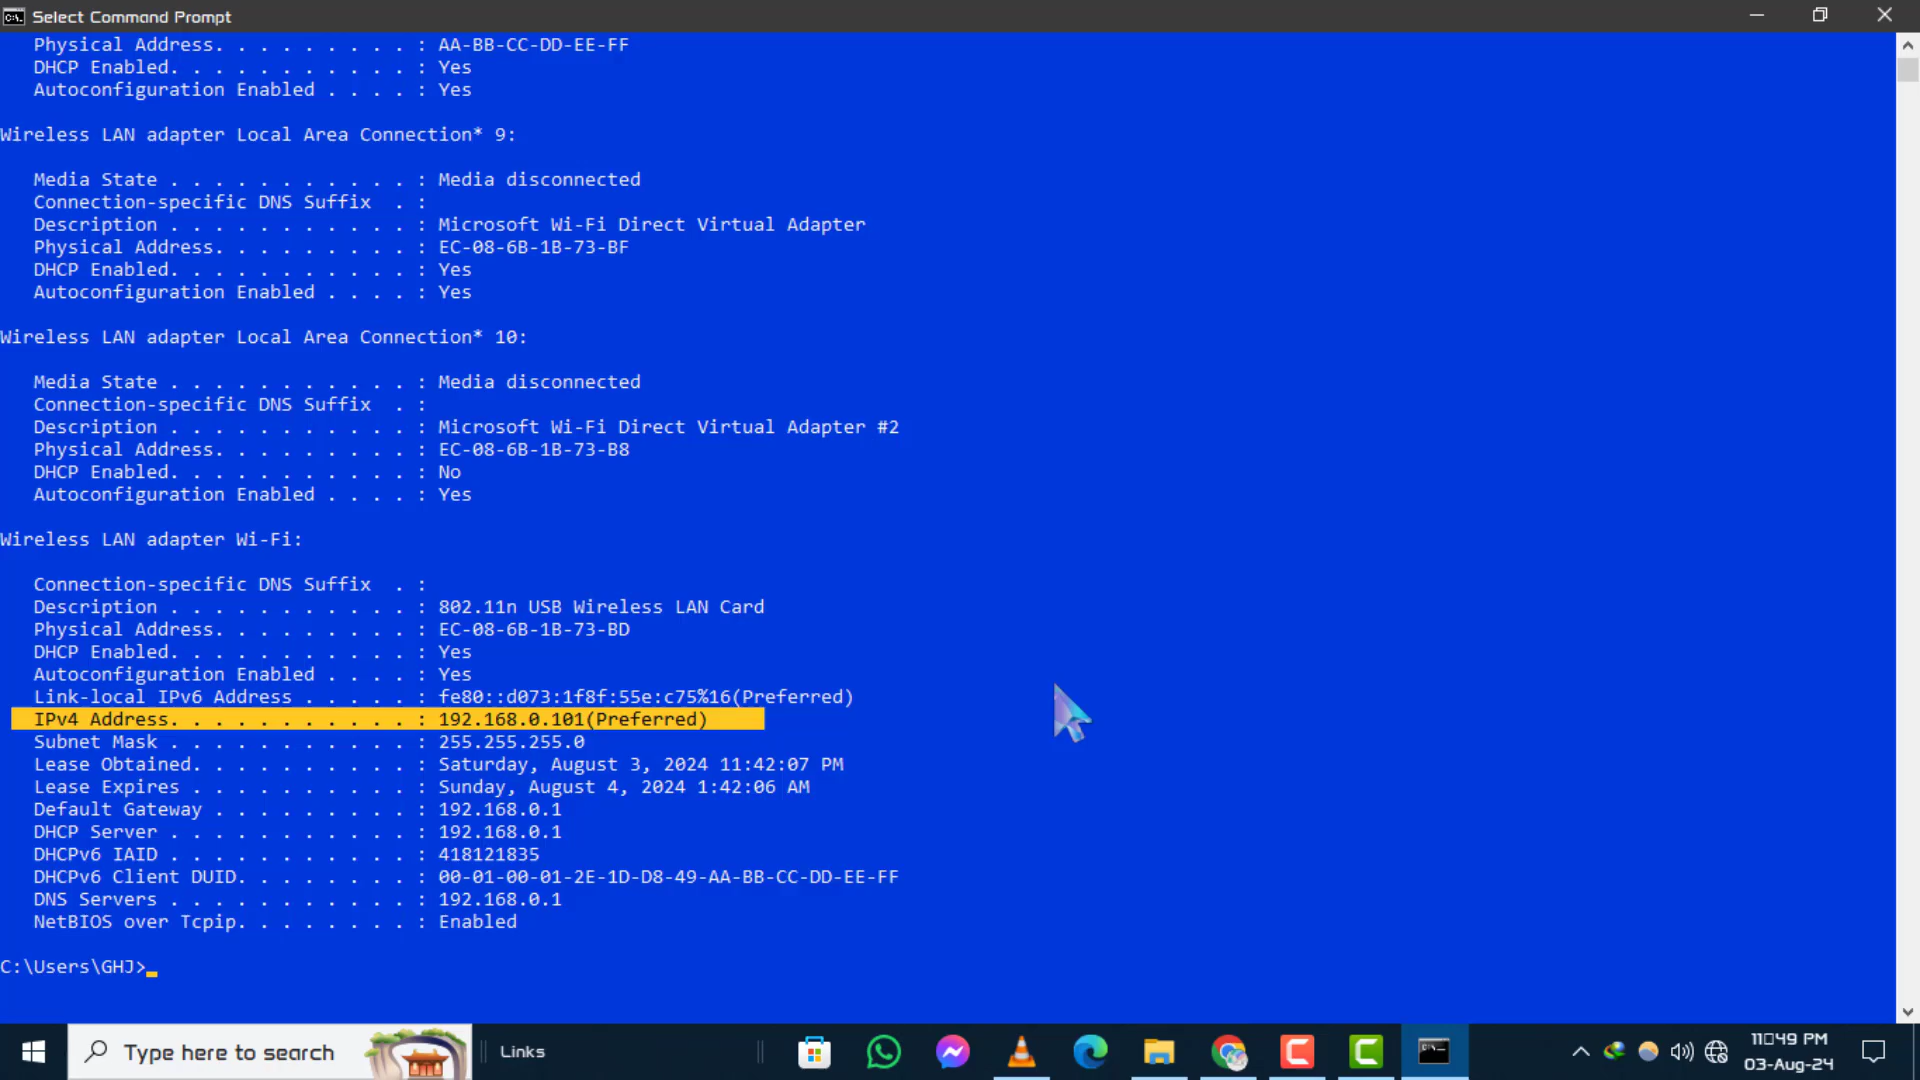 Select Command Prompt
Physical Address. . . . . . . . . : AA-BB-CC-DD-EE-FF
DHCP Enabled. . . . . . . . . . . : Yes
Autoconfiguration Enabled . . . . : Yes
Wireless LAN adapter Local Area Connection* 9:
Media State . . . . . . . . . . . : Media disconnected
Connection-specific DNS Suffix  . :
Description . . . . . . . . . . . : Microsoft Wi-Fi Direct Virtual Adapter
Physical Address. . . . . . . . . : EC-08-6B-1B-73-BF
DHCP Enabled. . . . . . . . . . . : Yes
Autoconfiguration Enabled . . . . : Yes
Wireless LAN adapter Local Area Connection* 10:
Media State . . . . . . . . . . . : Media disconnected
Connection-specific DNS Suffix  . :
Description . . . . . . . . . . . : Microsoft Wi-Fi Direct Virtual Adapter #2
Physical Address. . . . . . . . . : EC-08-6B-1B-73-B8
DHCP Enabled. . . . . . . . . . . : No
Autoconfiguration Enabled . . . . : Yes
Wireless LAN adapter Wi-Fi:
Connection-specific DNS Suffix  . :
Description . . . . . . . . . . . : 802.11n USB Wireless LAN Card
Physical Address. . . . . . . . . : EC-08-6B-1B-73-BD
DHCP Enabled. . . . . . . . . . . : Yes
Autoconfiguration Enabled . . . . : Yes
Link-local IPv6 Address . . . . . : fe80::d073:1f8f:55e:c75%16(Preferred)
IPv4 Address. . . . . . . . . . . : 192.168.0.101(Preferred)
Subnet Mask . . . . . . . . . . . : 255.255.255.0
Lease Obtained. . . . . . . . . . : Saturday, August 3, 2024 11:42:07 PM
Lease Expires . . . . . . . . . . : Sunday, August 4, 2024 1:42:06 AM
Default Gateway . . . . . . . . . : 192.168.0.1
DHCP Server . . . . . . . . . . . : 192.168.0.1
DHCPv6 IAID . . . . . . . . . . . : 418121835
DHCPv6 Client DUID. . . . . . . . : 00-01-00-01-2E-1D-D8-49-AA-BB-CC-DD-EE-FF
DNS Servers . . . . . . . . . . . : 192.168.0.1
NetBIOS over Tcpip. . . . . . . . : Enabled
C:\Users\GHJ>
Type here to search
Links
11□49 PM
03-Aug-24